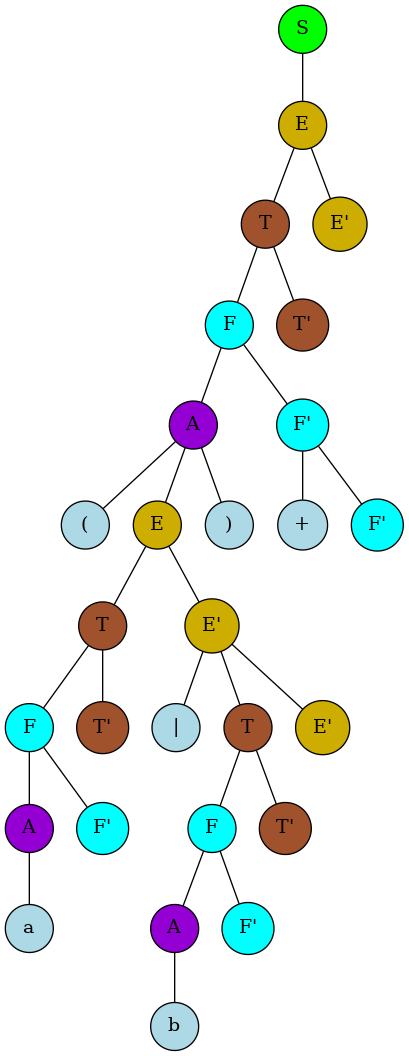 S
E
T E'
F T'
A F'
( E ) + F'
T E'
F T' | T E'
A F' F T'
a A F'
b